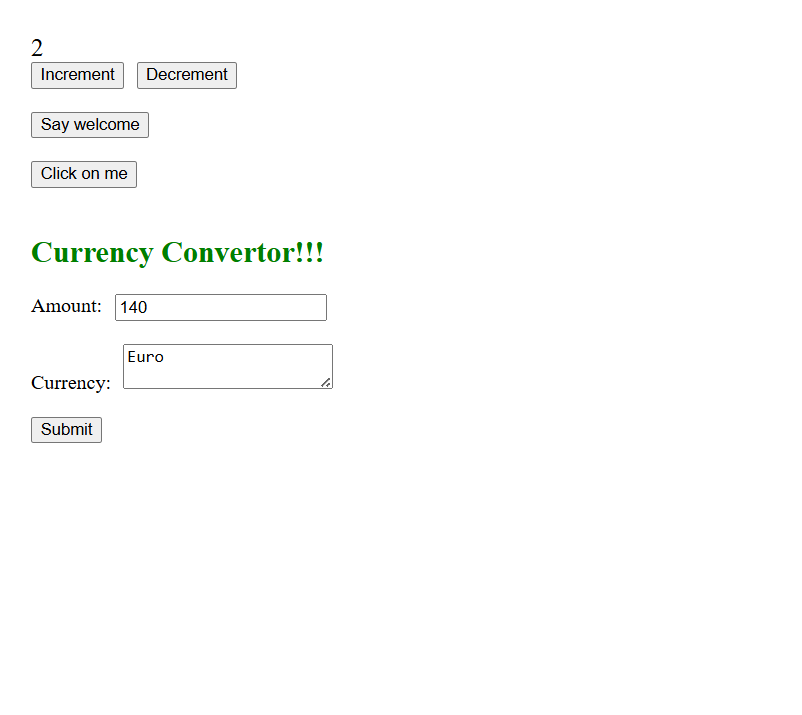 2
Increment Decrement
Say welcome
Click on me
Currency Convertor!!!
Amount: 140
Euro
Currency:
Submit